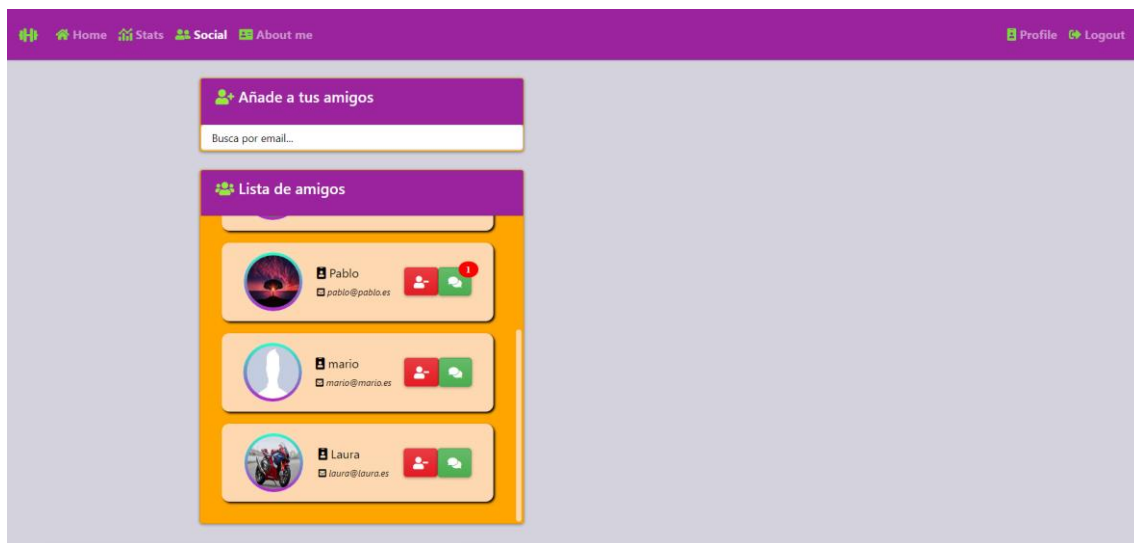 Home Stats Social About me Profile Logout
Añade a tus amigos
Busca por email...
Lista de amigos
Pablo
1
pablo@pablo.es
mario
mario@mario.es
Laura
laura@laura.es